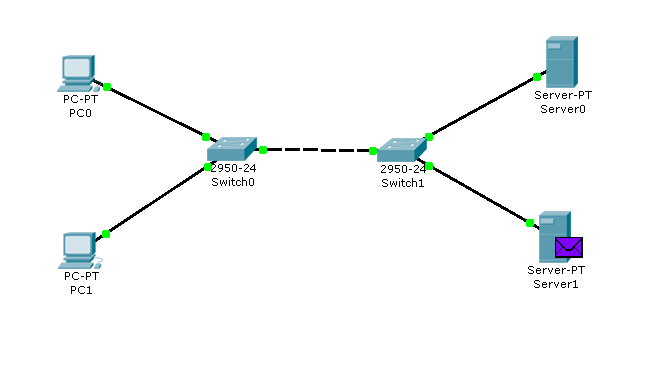 PC-PT
PC0
Server-PT
Server0
2950-24
Switch0
2950-24
Switch1
PC-PT
PC1
Server-PT
Server1